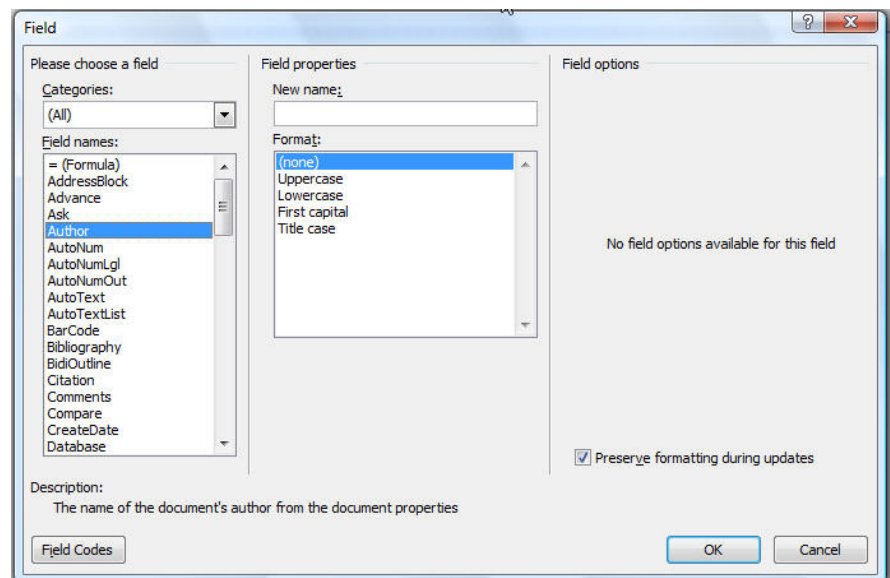 Field
Please choose a field
Categories:
(All)
Field names:
= (Formula)
AddressBlock
Advance
Ask
Author
AutoNum
AutoNumLgl
AutoNumOut
AutoText
AutoTextList
BarCode
Bibliography
BidiOutline
Citation
Comments
Compare
CreateDate
Database
Field properties
New name:
Format:
(none)
Uppercase
Lowercase
First capital
Title case
Field options
No field options available for this field
Preserve formatting during updates
Description:
The name of the document's author from the document properties
Field Codes
OK
Cancel